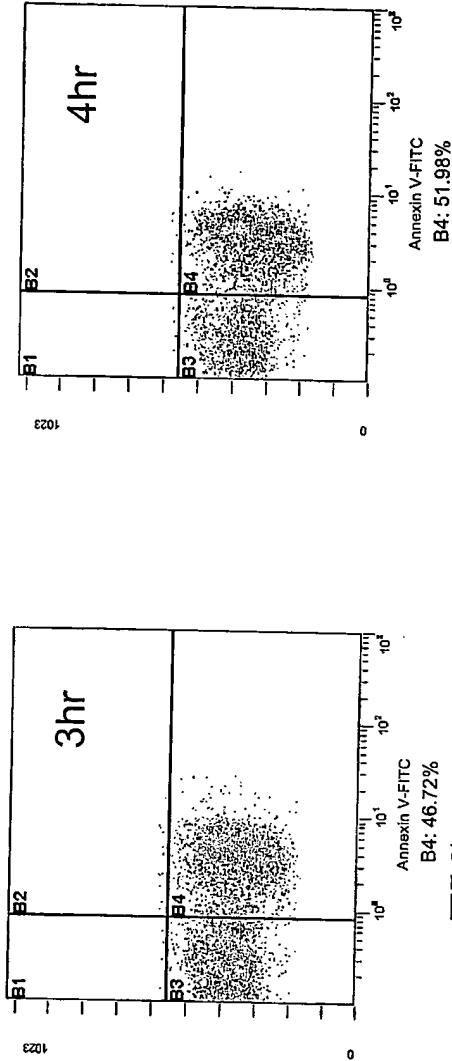 B1
B2
3hr
1023
B3
B4
0
10⁰ 10¹ 10² 10³
Annexin V-FITC
B4: 46.72%
B1
B2
4hr
1023
B3
B4
0
10⁰ 10¹ 10² 10³
Annexin V-FITC
B4: 51.98%